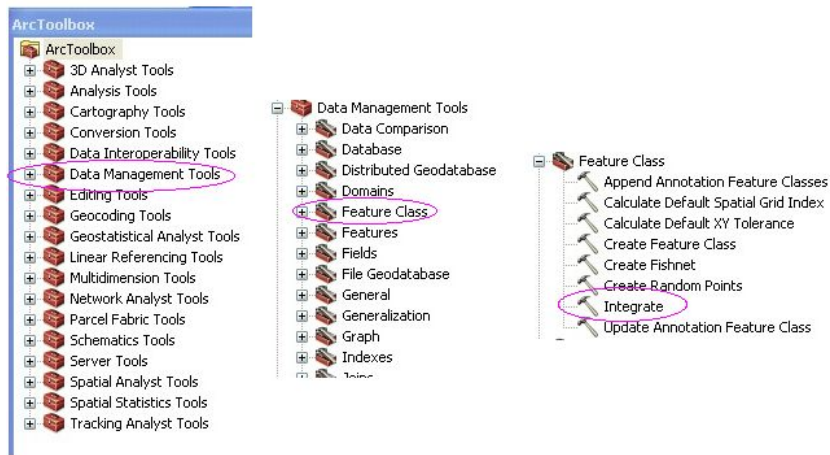 ArcToolbox
ArcToolbox
3D Analyst Tools
Analysis Tools
Cartography Tools
Conversion Tools
Data Interoperability Tools
Data Management Tools
Editing Tools
Geocoding Tools
Geostatistical Analyst Tools
Linear Referencing Tools
Multidimension Tools
Network Analyst Tools
Parcel Fabric Tools
Schematics Tools
Server Tools
Spatial Analyst Tools
Spatial Statistics Tools
Tracking Analyst Tools
Data Management Tools
Data Comparison
Database
Distributed Geodatabase
Domains
Feature Class
Features
Fields
File Geodatabase
General
Generalization
Graph
Indexes
Joins
Feature Class
Append Annotation Feature Classes
Calculate Default Spatial Grid Index
Calculate Default XY Tolerance
Create Feature Class
Create Fishnet
Create Random Points
Integrate
Update Annotation Feature Class